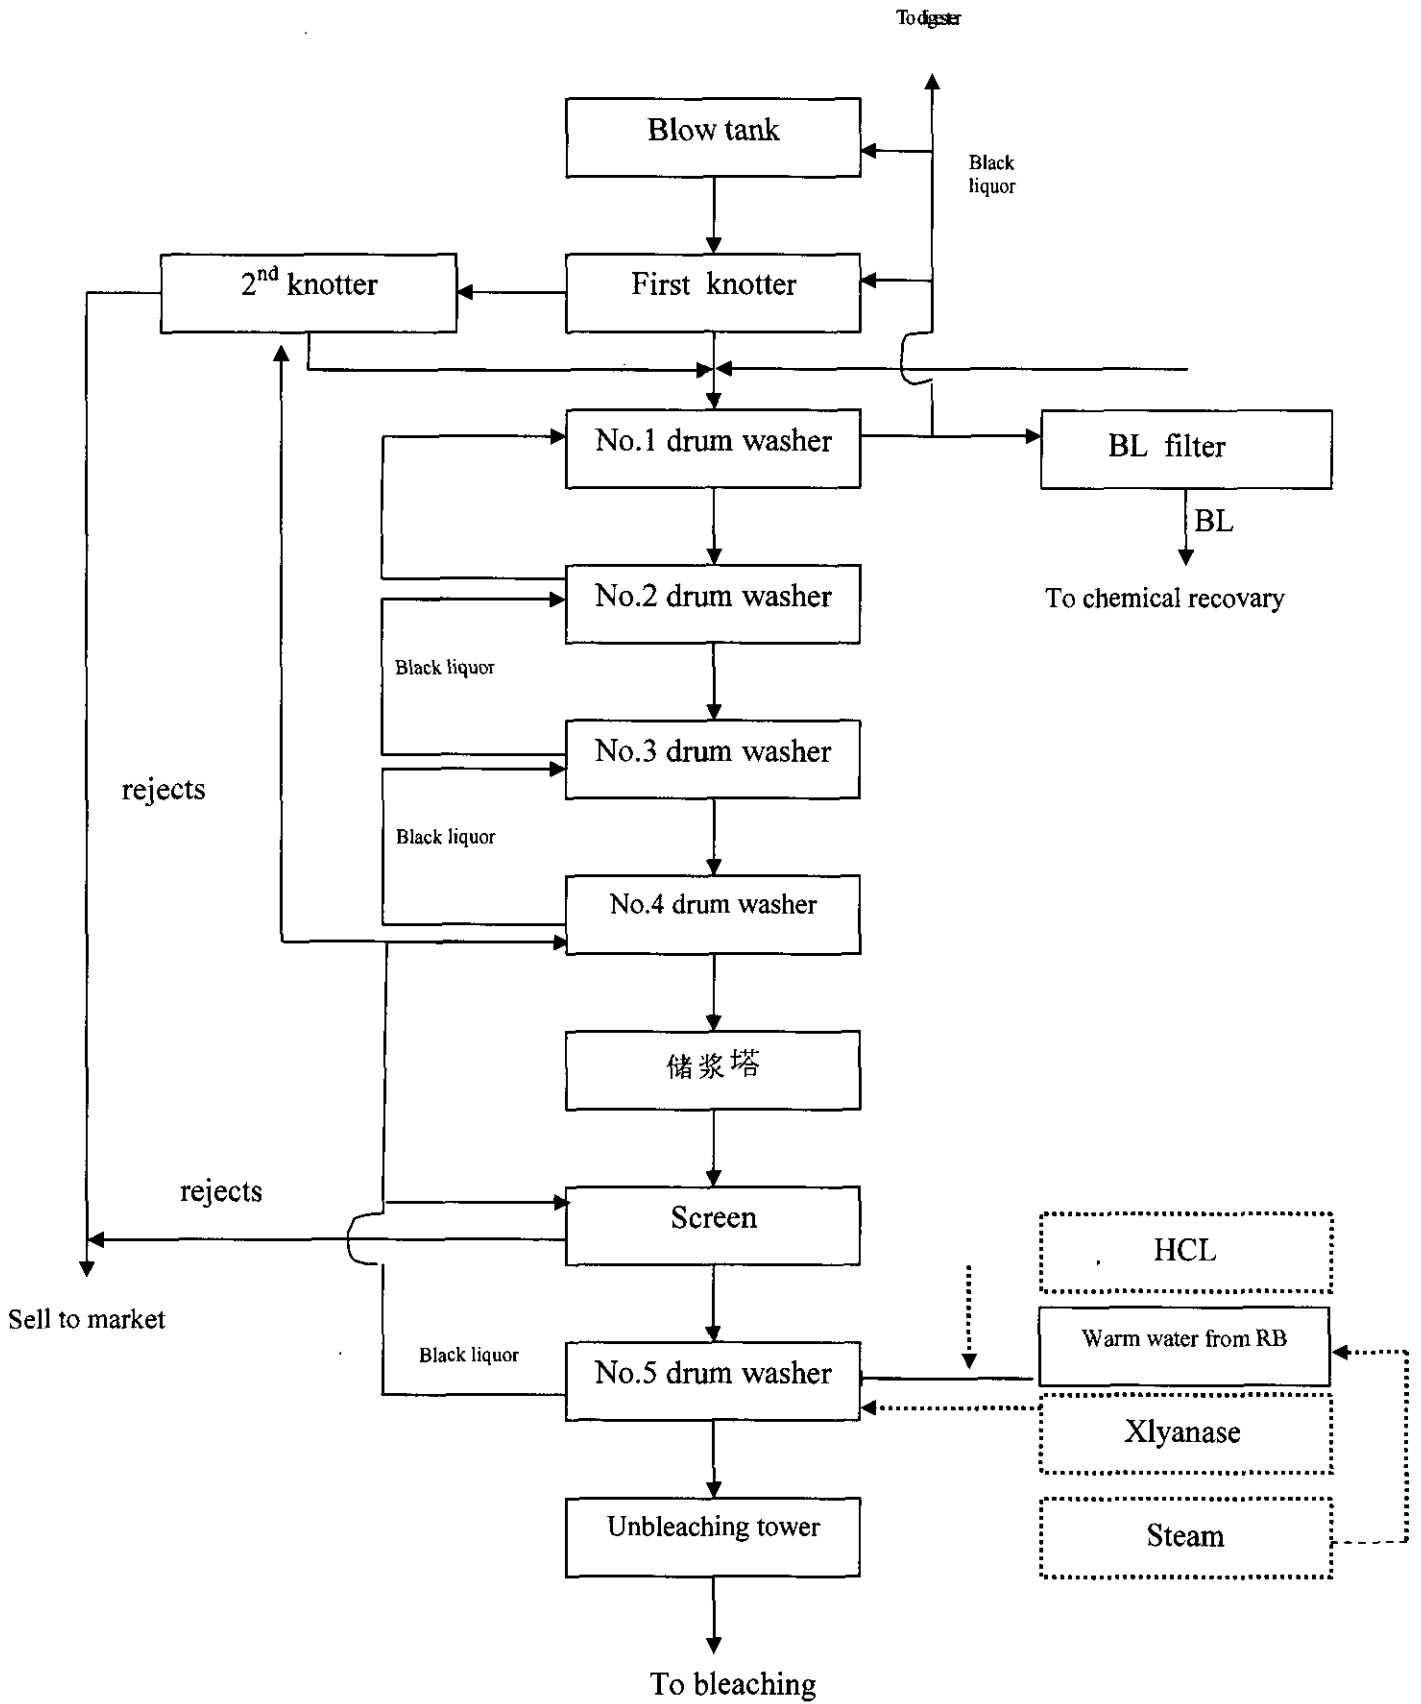 To digester
Blow tank
Black
liquor
2nd knotter
First knotter
No.1 drum washer
BL filter
BL
No.2 drum washer
To chemical recovary
Black liquor
No.3 drum washer
rejects
Black liquor
No.4 drum washer
储浆塔
rejects
Screen
HCL
Sell to market
Warm water from RB
Black liquor
No.5 drum washer
Xlyanase
Unbleaching tower
Steam
To bleaching